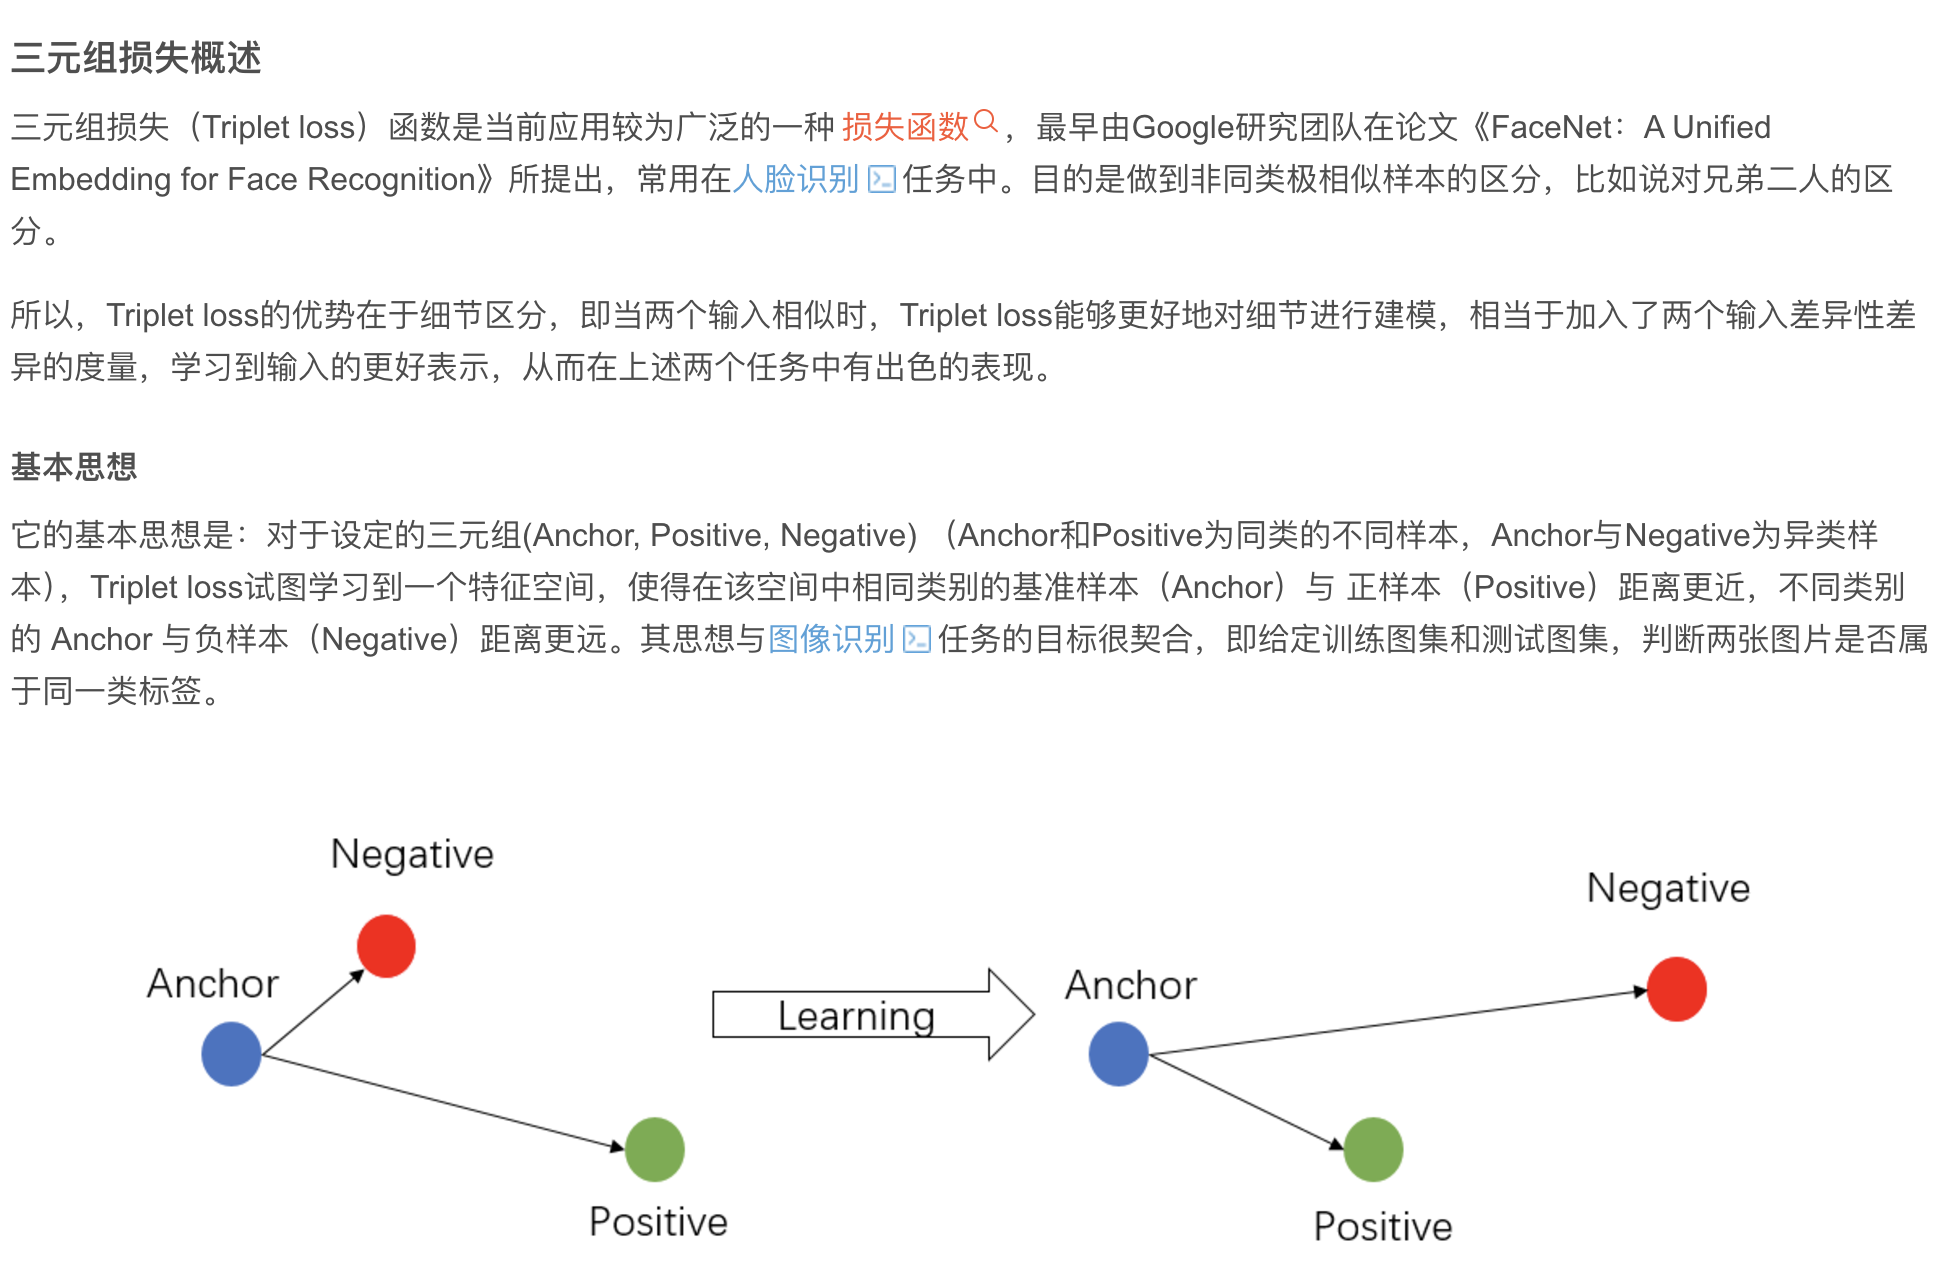 三元组损失概述
三元组损失（Triplet loss）函数是当前应用较为广泛的一种 损失函数，最早由Google研究团队在论文《FaceNet：A Unified
Embedding for Face Recognition》所提出，常用在人脸识别任务中。目的是做到非同类极相似样本的区分，比如说对兄弟二人的区
分。
所以，Triplet loss的优势在于细节区分，即当两个输入相似时，Triplet loss能够更好地对细节进行建模，相当于加入了两个输入差异性差
异的度量，学习到输入的更好表示，从而在上述两个任务中有出色的表现。
基本思想
它的基本思想是：对于设定的三元组(Anchor, Positive, Negative) （Anchor和Positive为同类的不同样本，Anchor与Negative为异类样
本），Triplet loss试图学习到一个特征空间，使得在该空间中相同类别的基准样本（Anchor）与 正样本（Positive）距离更近，不同类别
的 Anchor 与负样本（Negative）距离更远。其思想与图像识别任务的目标很契合，即给定训练图集和测试图集，判断两张图片是否属
于同一类标签。
Negative
Anchor
Positive
Learning
Negative
Anchor
Positive